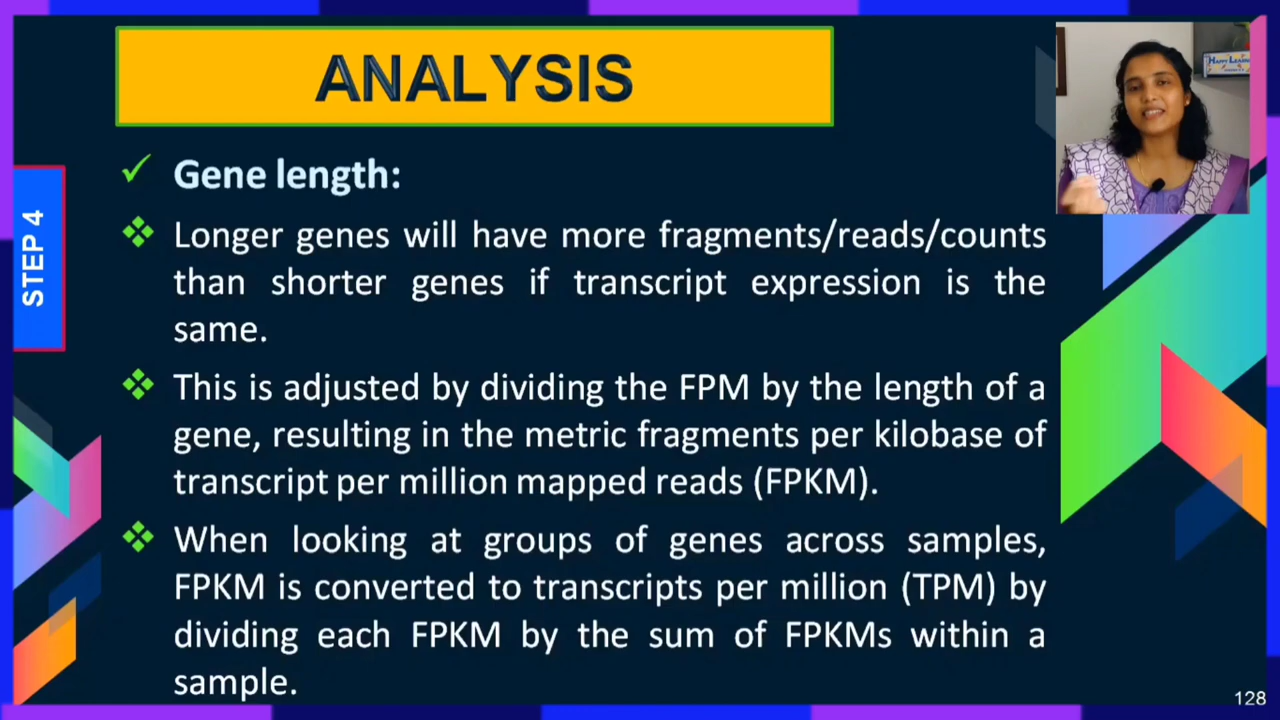 ANALYSIS
STEP 4
Gene length:
Longer genes will have more fragments/reads/counts
than shorter genes if transcript expression is the
same.
This is adjusted by dividing the FPM by the length of a
gene, resulting in the metric fragments per kilobase of
transcript per million mapped reads (FPKM).
When looking at groups of genes across samples,
FPKM is converted to transcripts per million (TPM) by
dividing each FPKM by the sum of FPKMs within a
sample.
128